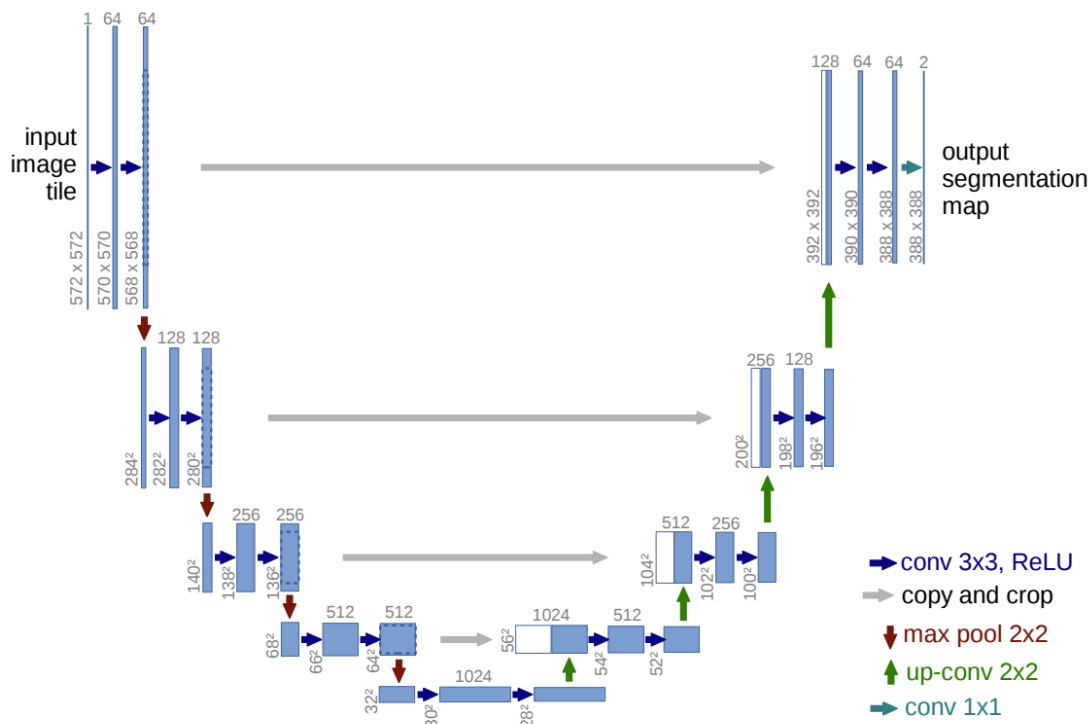 1 64 64
128 64 64 2
input
image
tile
output
segmentation
map
572 x 572
570 x 570
568 x 568
392 x 392
390 x 390
388 x 388
388 x 388
128 128
256 128
284²
282²
280²
200²
198²
196²
256 256
512 256
140²
138²
136²
104²
102²
100²
512 512
1024 512
68²
66²
64²
56²
54²
52²
1024
32²
30²
28²
conv 3x3, ReLU
copy and crop
max pool 2x2
up-conv 2x2
conv 1x1